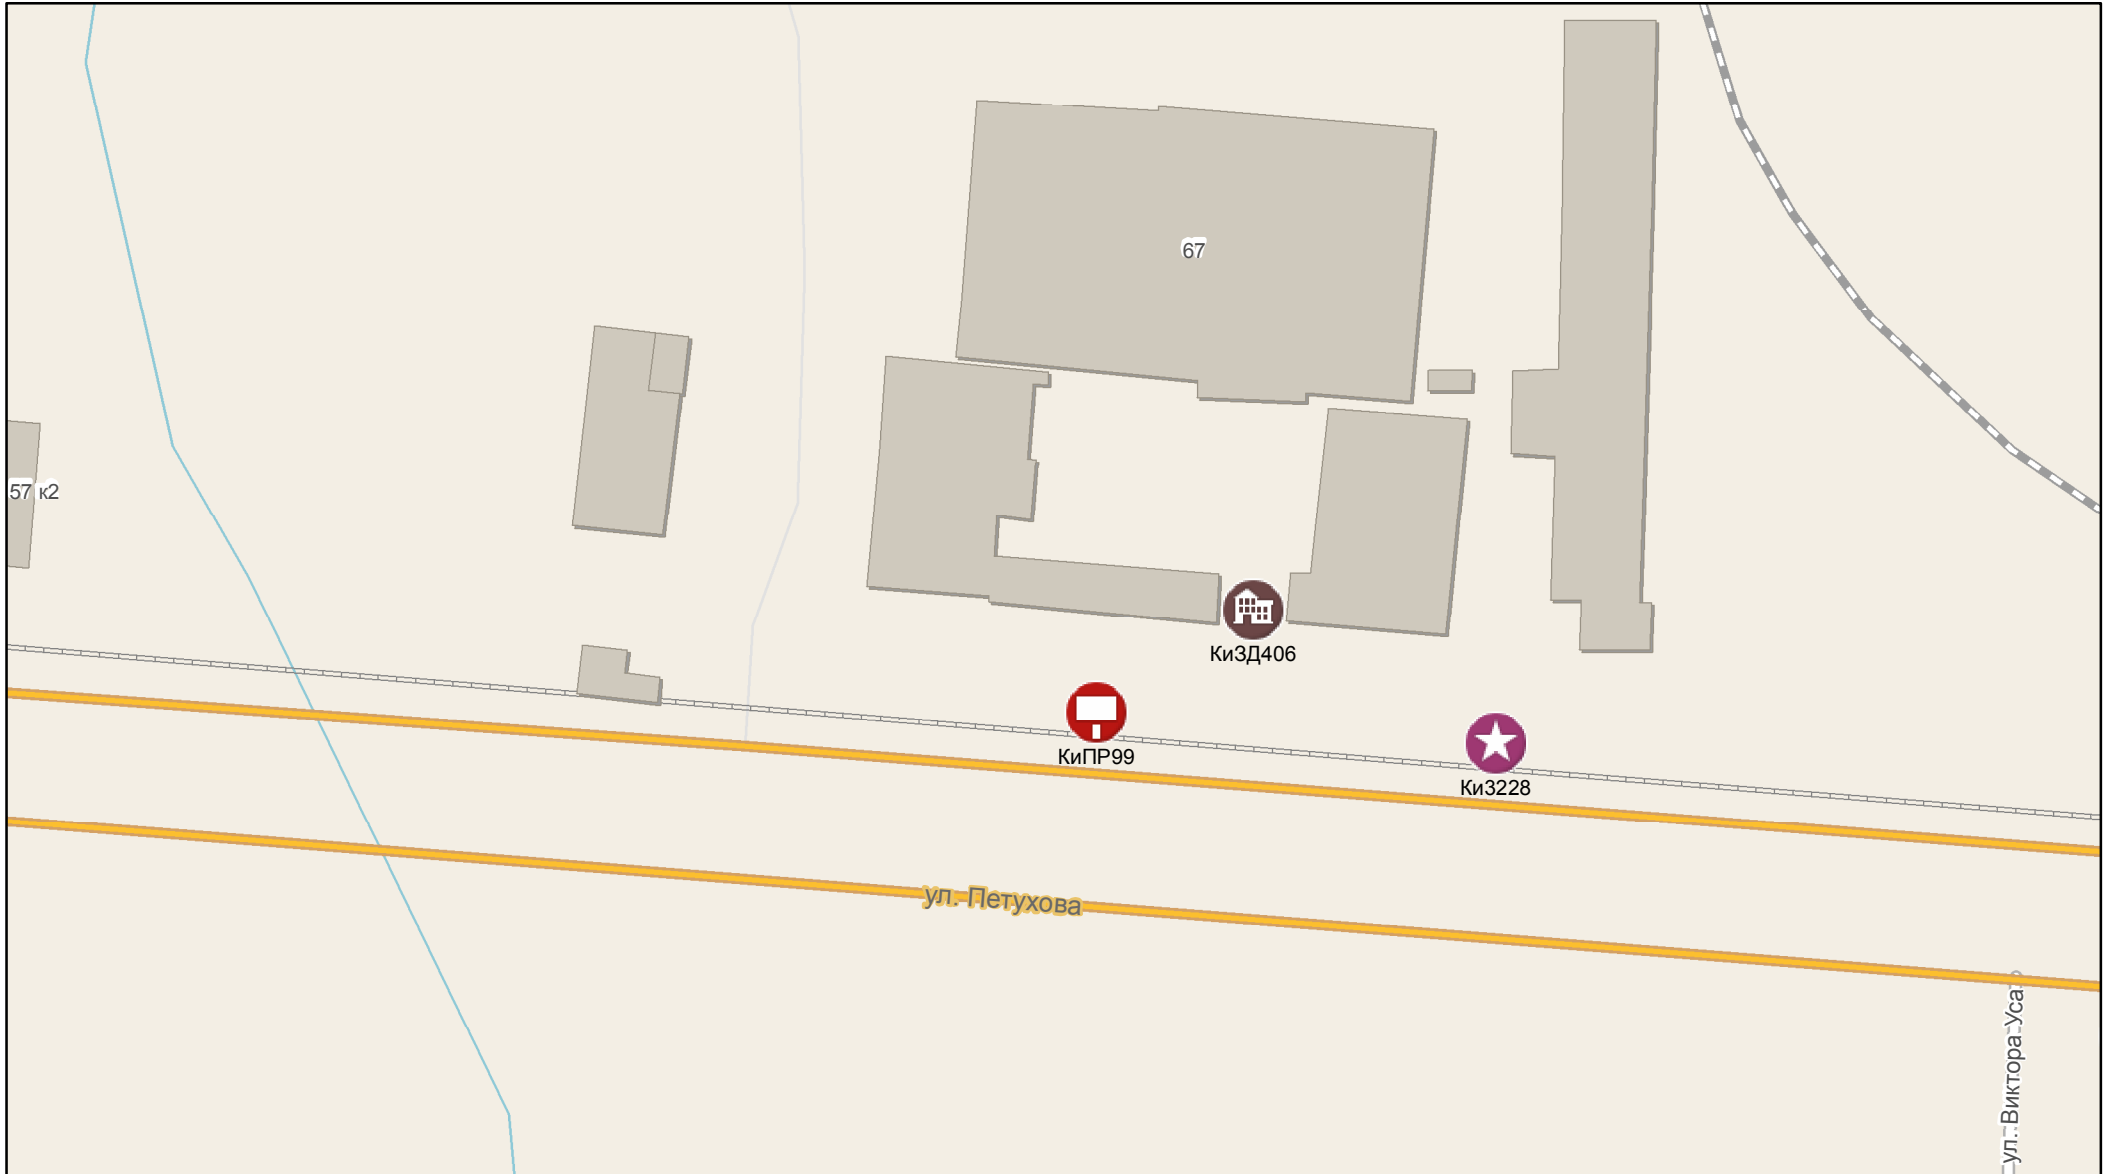 67
57 к2
КиЗД406
КиПР99
Ки3228
ул. Петухова
ул. Виктора Уса